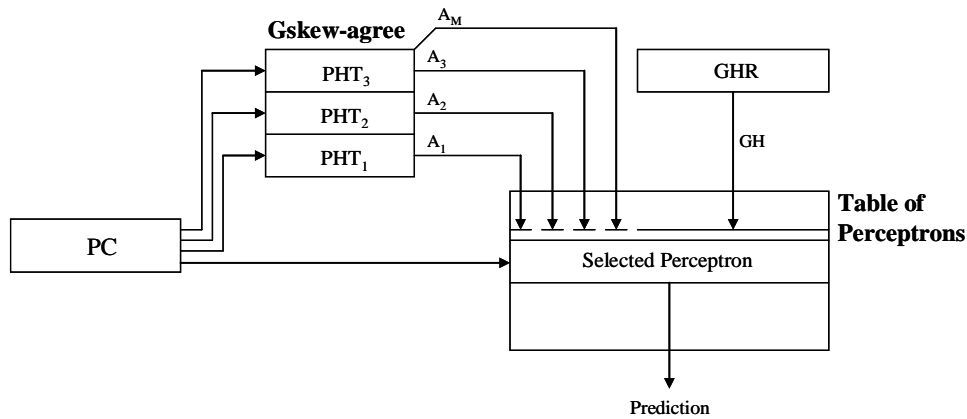 Gskew-agree
A_M
PHT_3
A_3
GHR
PHT_2
A_2
PHT_1
A_1
GH
Table of
Perceptrons
PC
Selected Perceptron
Prediction